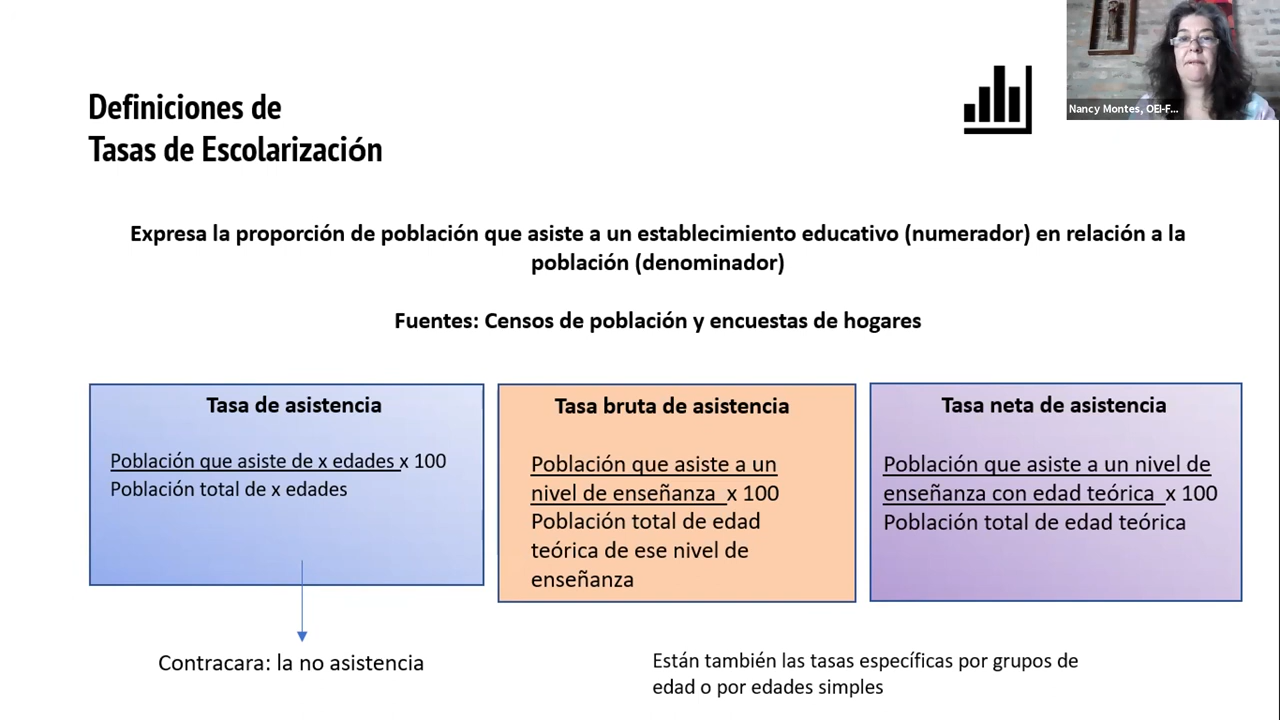 Nancy Montes, OEI-F...
Definiciones de
Tasas de Escolarización
Expresa la proporción de población que asiste a un establecimiento educativo (numerador) en relación a la
población (denominador)
Fuentes: Censos de población y encuestas de hogares
Tasa de asistencia
Población que asiste de x edades x 100
Población total de x edades
Tasa bruta de asistencia
Población que asiste a un
nivel de enseñanza x 100
Población total de edad
teórica de ese nivel de
enseñanza
Tasa neta de asistencia
Población que asiste a un nivel de
enseñanza con edad teórica x 100
Población total de edad teórica
Contracara: la no asistencia
Están también las tasas específicas por grupos de
edad o por edades simples